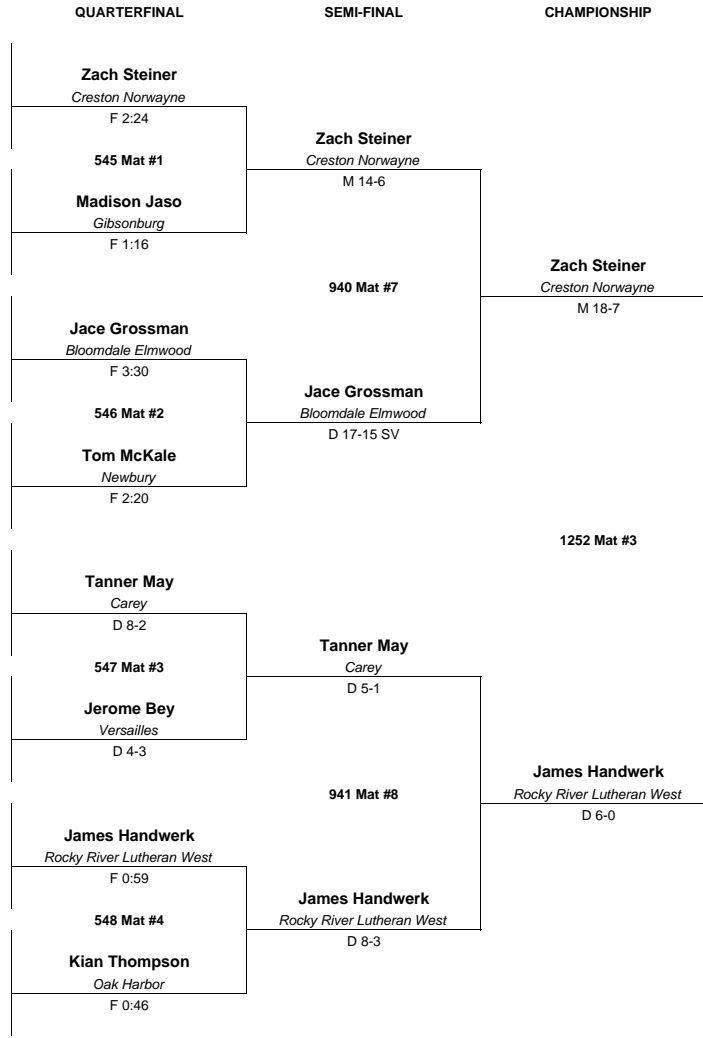 QUARTERFINAL SEMI-FINAL CHAMPIONSHIP
Zach Steiner
Creston Norwayne
F 2:24
Zach Steiner
545 Mat #1
Creston Norwayne
M 14-6
Madison Jaso
Gibsonburg
F 1:16
Zach Steiner
940 Mat #7
Creston Norwayne
M 18-7
Jace Grossman
Bloomdale Elmwood
F 3:30
Jace Grossman
546 Mat #2
Bloomdale Elmwood
D 17-15 SV
Tom McKale
Newbury
F 2:20
1252 Mat #3
Tanner May
Carey
D 8-2
Tanner May
547 Mat #3
Carey
D 5-1
Jerome Bey
Versailles
D 4-3
James Handwerk
941 Mat #8
Rocky River Lutheran West
D 6-0
James Handwerk
Rocky River Lutheran West
F 0:59
James Handwerk
548 Mat #4
Rocky River Lutheran West
D 8-3
Kian Thompson
Oak Harbor
F 0:46